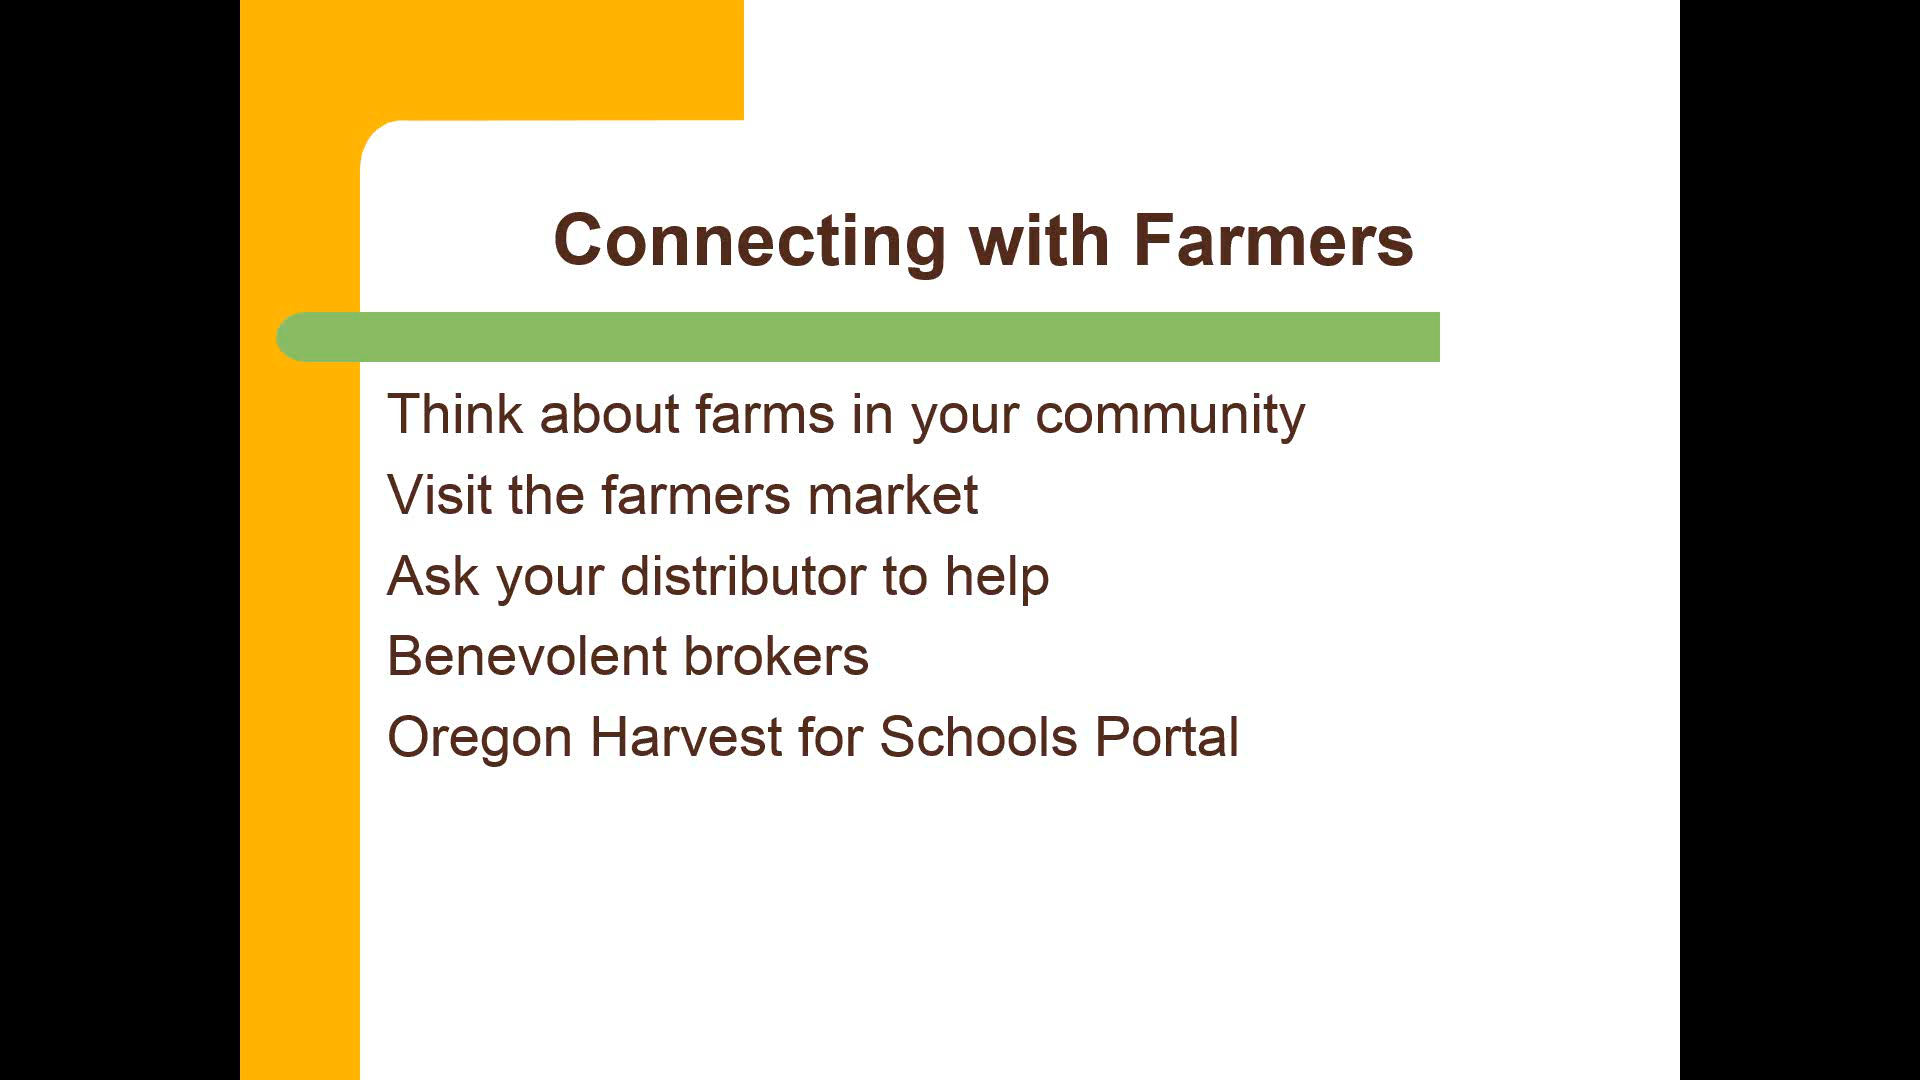 Connecting with Farmers
Think about farms in your community
Visit the farmers market
Ask your distributor to help
Benevolent brokers
Oregon Harvest for Schools Portal